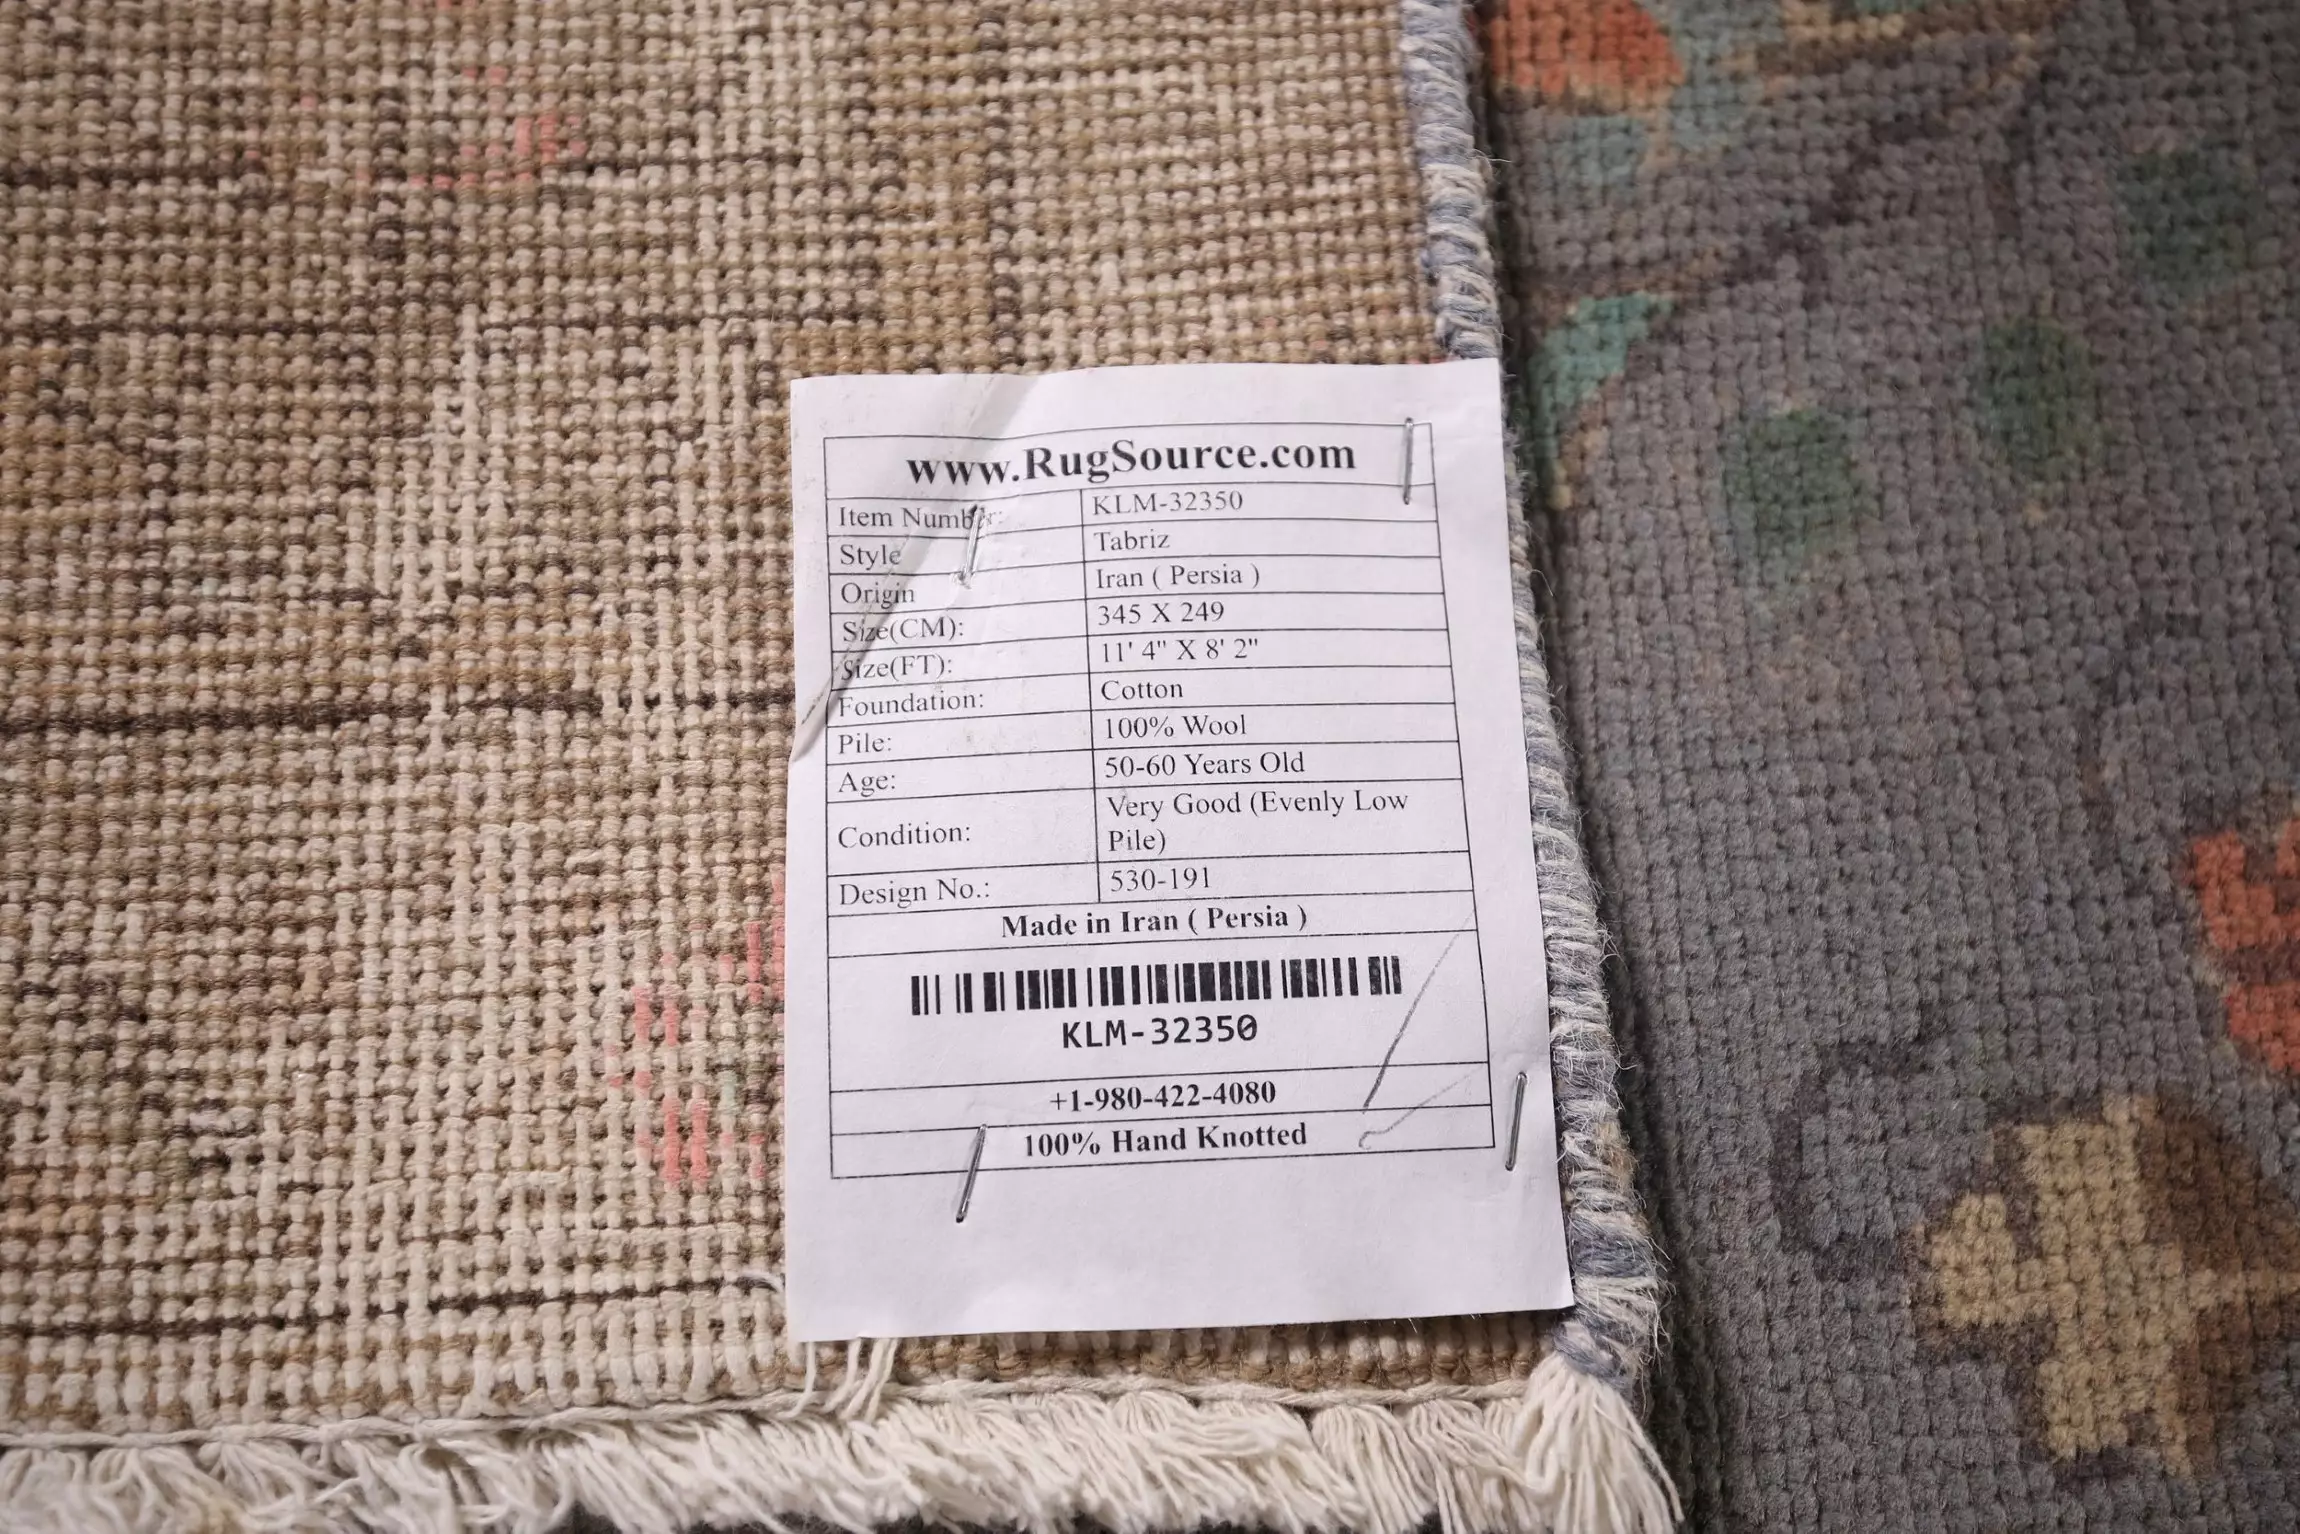 www.RugSource.com
Item Number: KLM-32350
Style Tabriz
Origin Iran ( Persia )
Size(CM): 345 X 249
Size(FT): 11' 4" X 8' 2"
Foundation: Cotton
Pile: 100% Wool
Age: 50-60 Years Old
Condition: Very Good (Evenly Low
Pile)
Design No.: 530-191
Made in Iran ( Persia )
KLM-32350
+1-980-422-4080
100% Hand Knotted